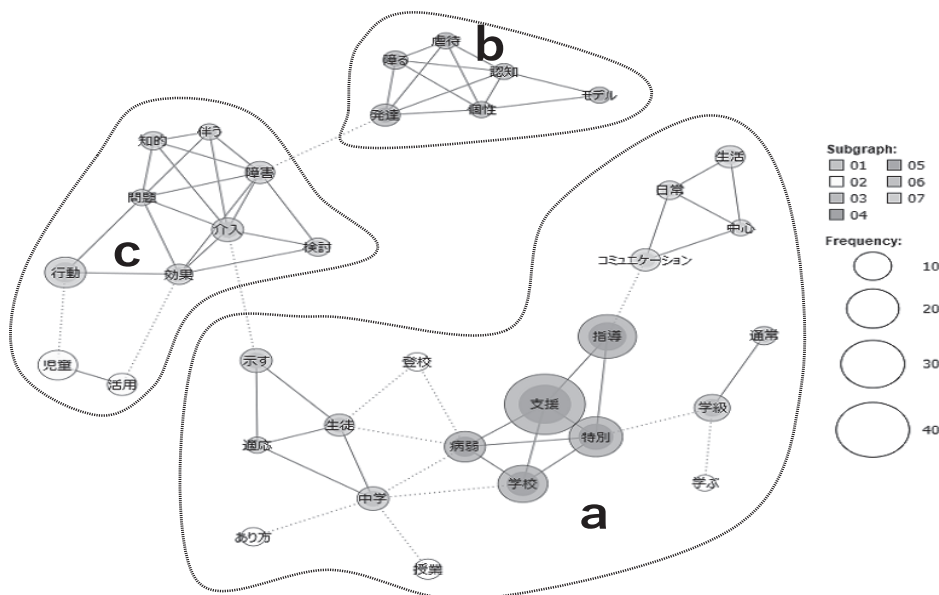 虐待
b
障る
認知
発達
個性
モデル
知的
伴う
障害
問題
介入
検討
c
行動
効果
児童
活用
生活
日常
中心
コミュニケーション
指導
通常
示す
登校
支援
学級
生徒
適応
病弱
特別
学校
学ぶ
中学
a
あり方
授業
Subgraph:
01 05
02 06
03 07
04
Frequency:
10
20
30
40